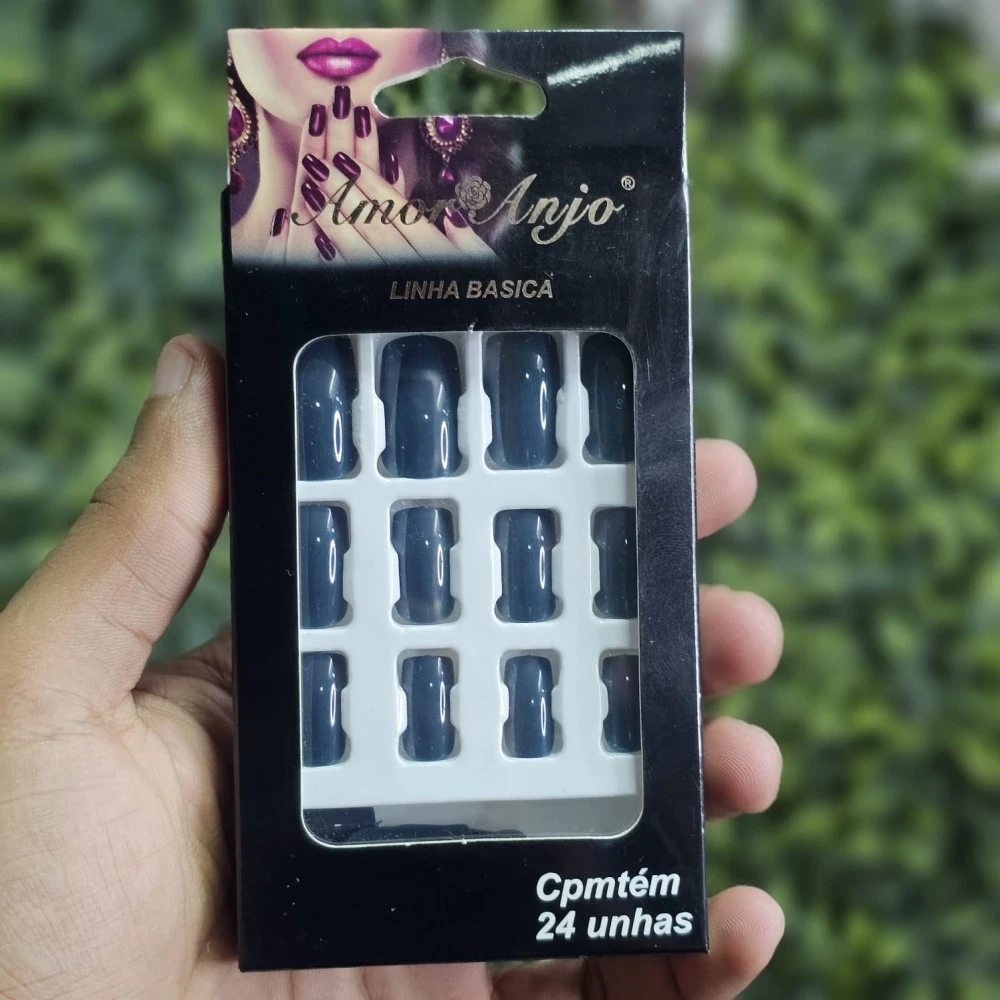 Amor Anjo®
LINHA BASICA
Cpmtém
24 unhas